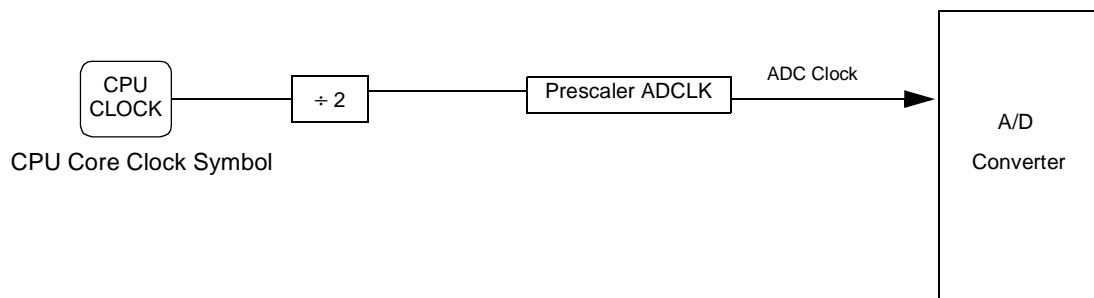 CPU
CLOCK
÷ 2
Prescaler ADCLK
ADC Clock
A/D
Converter
CPU Core Clock Symbol